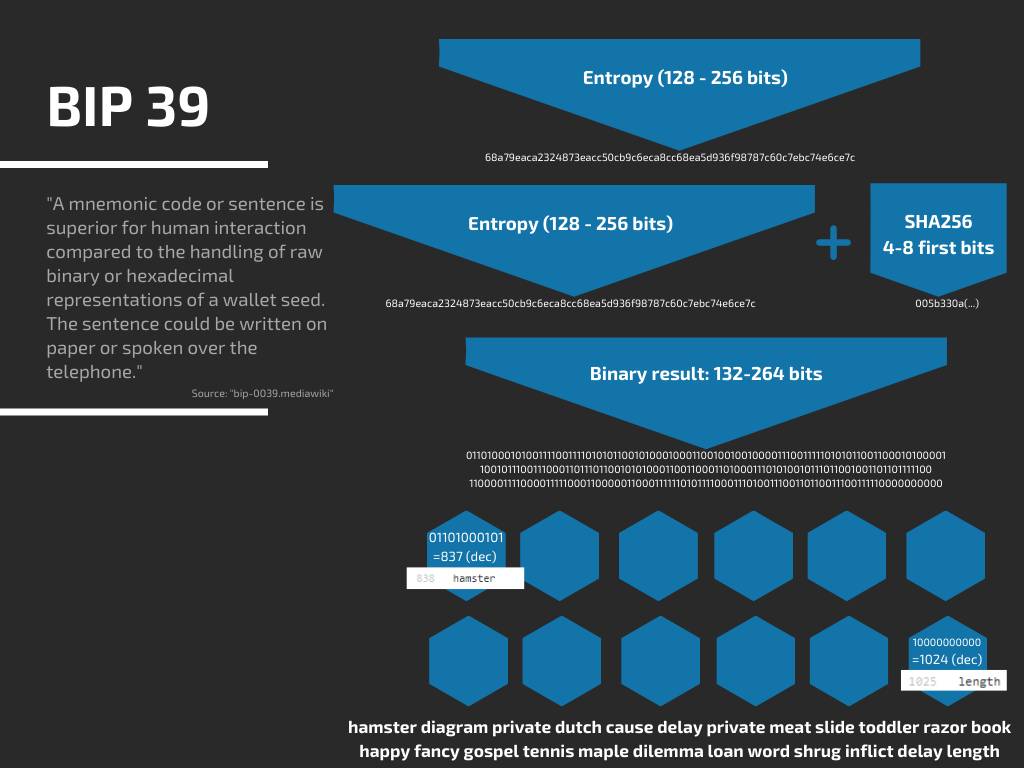 BIP 39
"A mnemonic code or sentence is
superior for human interaction
compared to the handling of raw
binary or hexadecimal
representations of a wallet seed.
The sentence could be written on
paper or spoken over the
telephone."
Source: "bip-0039.mediawiki"
Entropy (128 - 256 bits)
68a79eaca2324873eacc50cb9c6eca8cc68ea5d936f98787c60c7ebc74e6ce7c
Entropy (128 - 256 bits)
SHA256
4-8 first bits
68a79eaca2324873eacc50cb9c6eca8cc68ea5d936f98787c60c7ebc74e6ce7c
005b330a(...)
Binary result: 132-264 bits
01101000101001111001111010101100101000100011001001001000011100111110101011001100010100001
100101110011100011011101100101010001100110001101000111010100101110110010011011011111100
11000011110000111110001100000110001111110101111000111010011100110110011100111110000000000
01101000101
=837 (dec)
838 hamster
10000000000
=1024 (dec)
1025 length
hamster diagram private dutch cause delay private meat slide toddler razor book
happy fancy gospel tennis maple dilemma loan word shrug inflict delay length